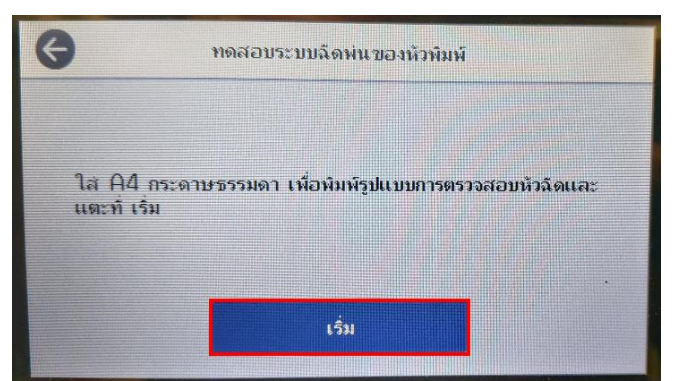 ทดสอบระบบฉีดพ่นของหัวพิมพ์
ใส่ A4 กระดาษธรรมดา เพื่อพิมพ์รูปแบบการตรวจสอบหัวฉีดและ
แตะที่ เริ่ม
เริ่ม